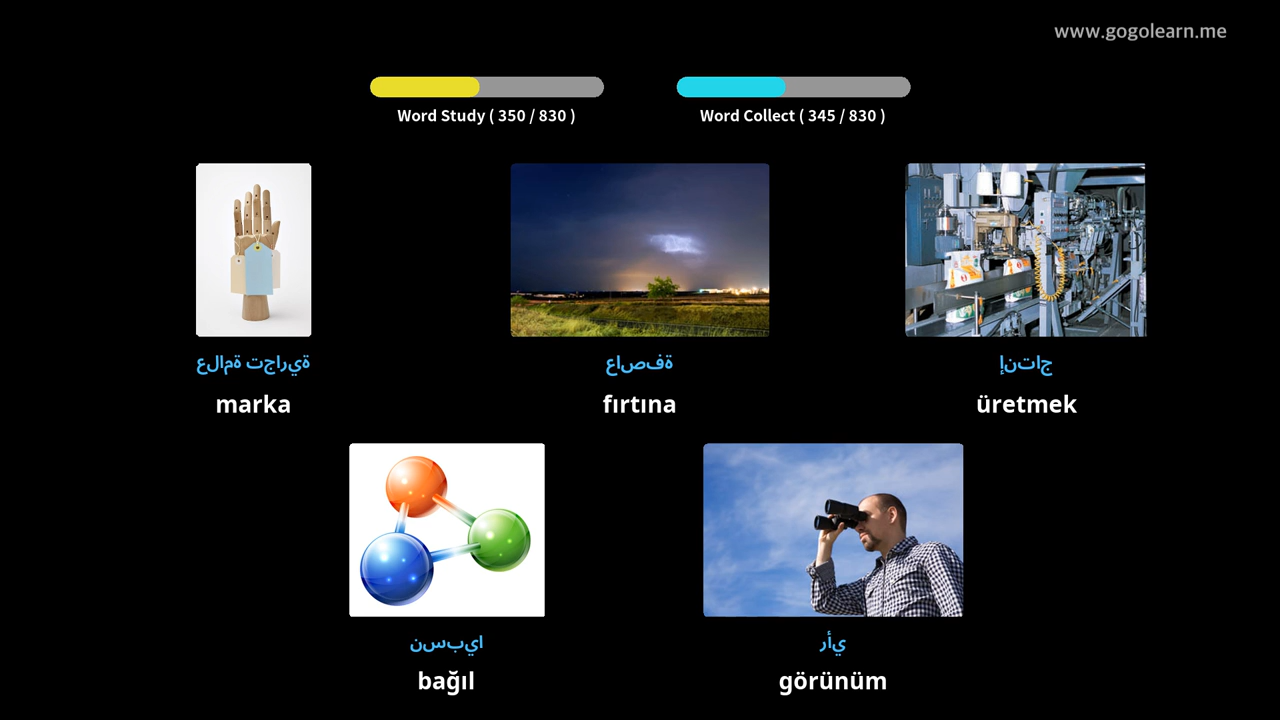 www.gogolearn.me
Word Study ( 350 / 830 )
Word Collect ( 345 / 830 )
علامة تجارية
marka
عاصفة
fırtına
إنتاج
üretmek
نسبيا
bağıl
رأي
görünüm